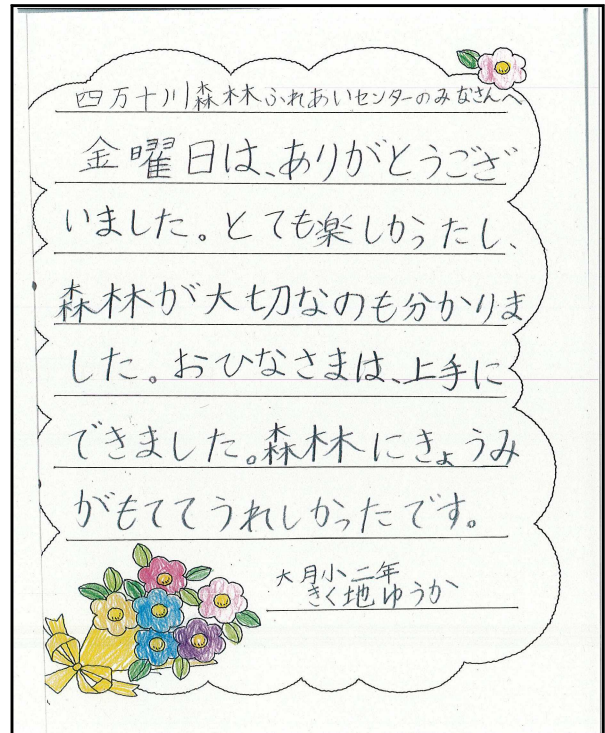 四万十川森林ふれあいセンターのみなさんへ
金曜日は、ありがとうござ
いました。とても楽しかったし、
森林が大切なのも分かりま
した。おひなさまは、上手に
できました。森林にきょうみ
がもててうれしかったです。
大月小二年
きく地ゆうか